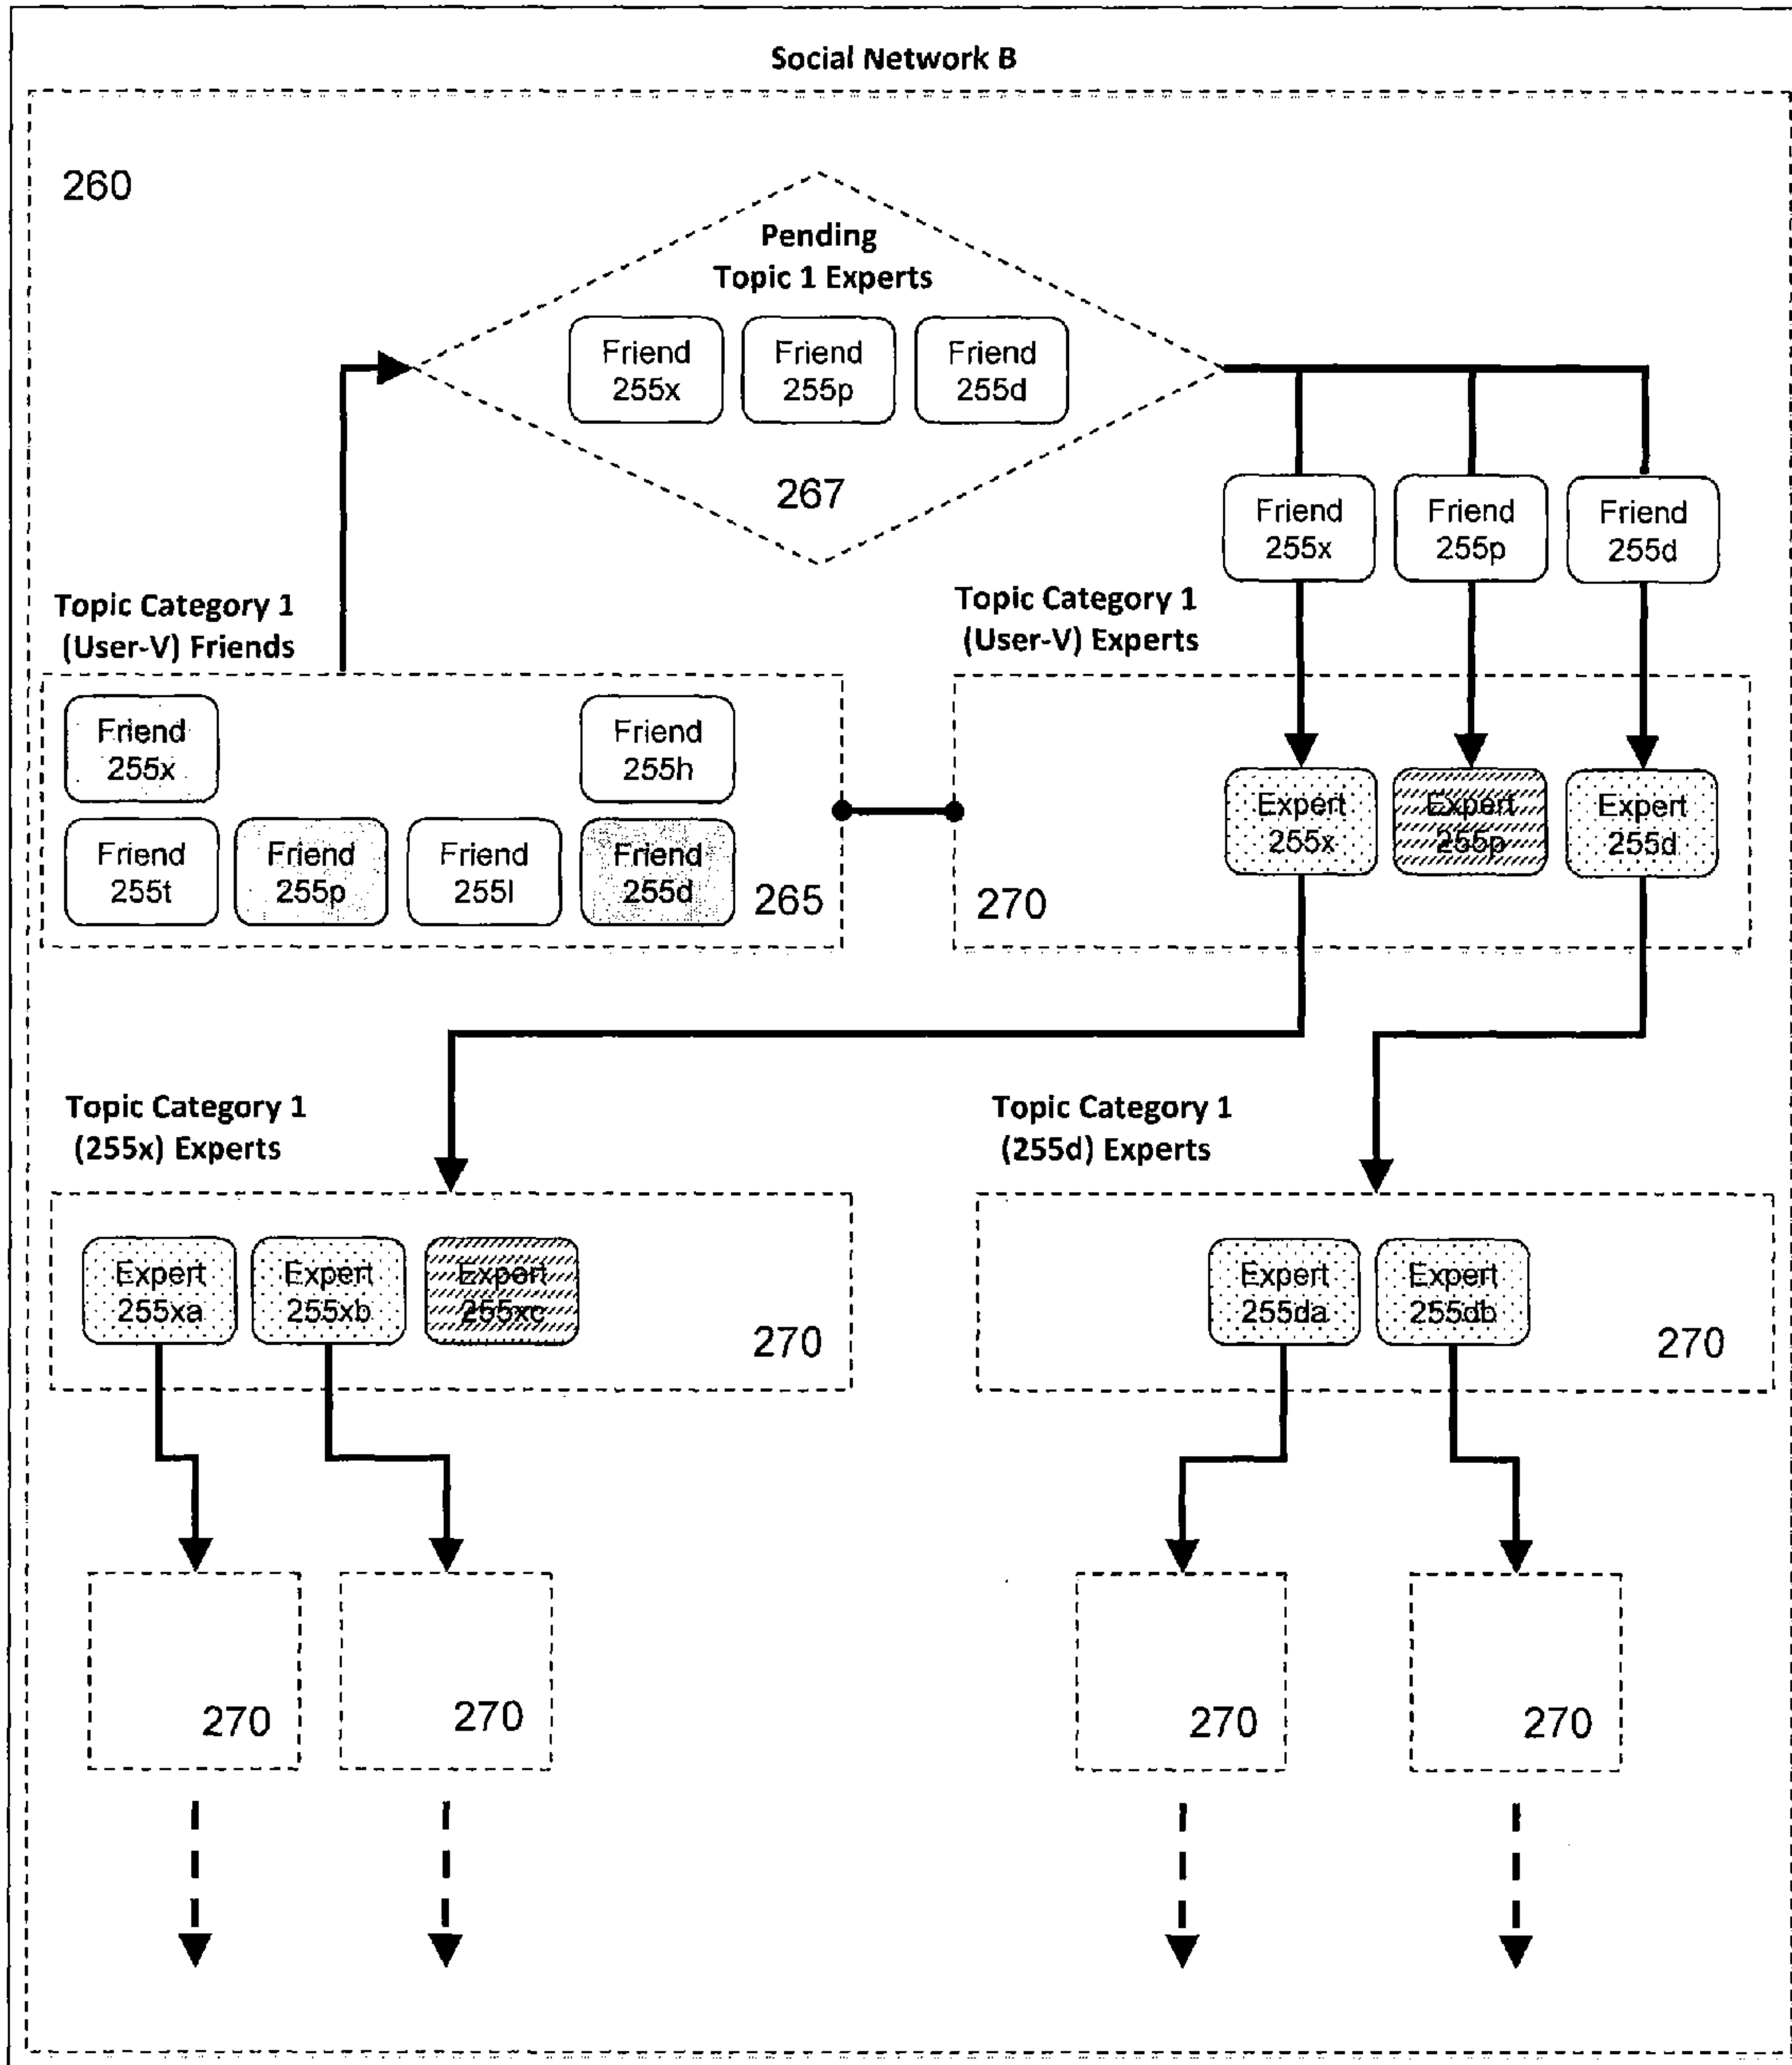 Social Network B
260
Pending
Topic 1 Experts
Friend
255x
Friend
255p
Friend
255d
267
Friend
255x
Friend
255p
Friend
255d
Topic Category 1
(User-V) Friends
Topic Category 1
(User-V) Experts
Friend
255x
Friend
255h
Friend
255t
Friend
255p
Friend
255l
Friend
255d
265
Expert
255x
Expert
255p
Expert
255d
270
Topic Category 1
(255x) Experts
Topic Category 1
(255d) Experts
Expert
255xa
Expert
255xb
Expert
255xc
270
Expert
255da
Expert
255db
270
270
270
270
270